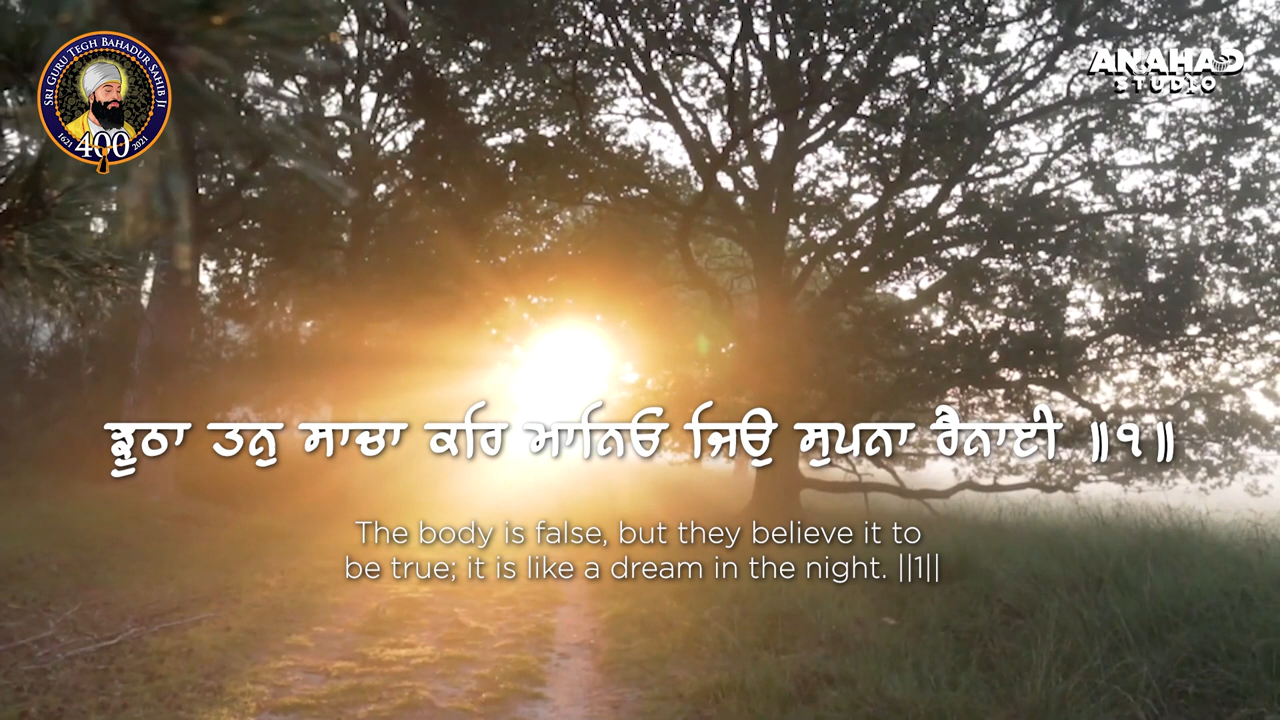 SRI GURU TEGH BAHADUR SAHIB JI
1621 400 2021
ANAHAD
STUDIO
ਝੂਠਾ ਤਨੁ ਸਾਚਾ ਕਰਿ ਮਾਨਿਓ ਜਿਉ ਸੁਪਨਾ ਰੈਨਾਈ ॥੧॥
The body is false, but they believe it to
be true; it is like a dream in the night. ||1||